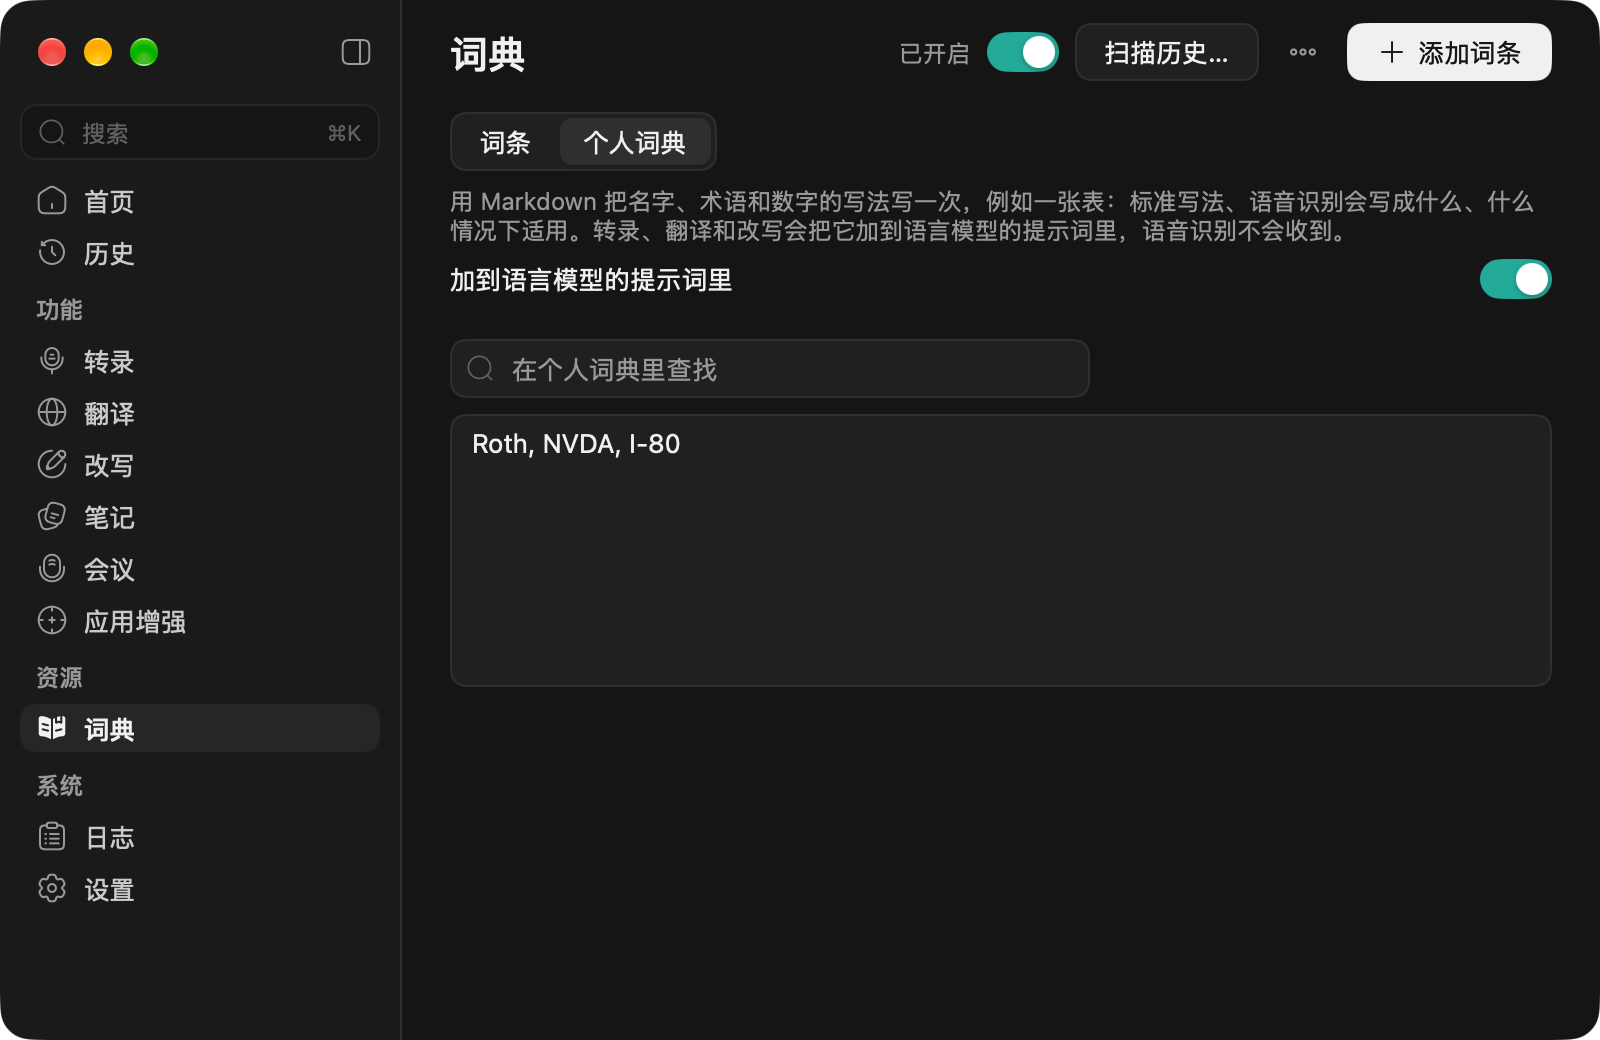 词典
已开启
扫描历史...
添加词条
搜索
⌘K
首页
历史
功能
转录
翻译
改写
笔记
会议
应用增强
资源
词典
系统
日志
设置
词条
个人词典
用 Markdown 把名字、术语和数字的写法写一次，例如一张表：标准写法、语音识别会写成什么、什么
情况下适用。转录、翻译和改写会把它加到语言模型的提示词里，语音识别不会收到。
加到语言模型的提示词里
在个人词典里查找
Roth, NVDA, I-80